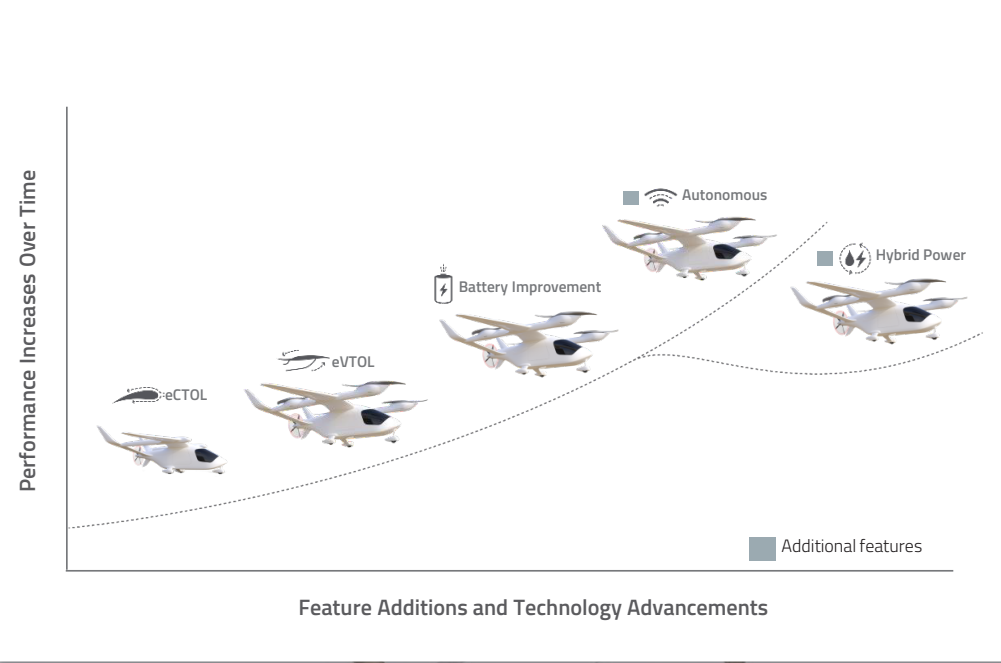 Performance Increases Over Time
Autonomous
Hybrid Power
Battery Improvement
eVTOL
eCTOL
Additional features
Feature Additions and Technology Advancements